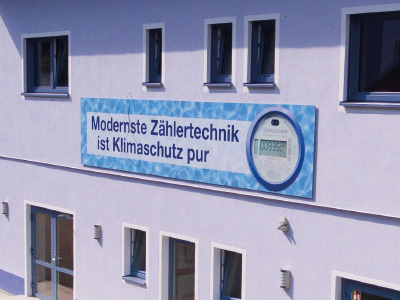 Modernste Zählertechnik
ist Klimaschutz pur